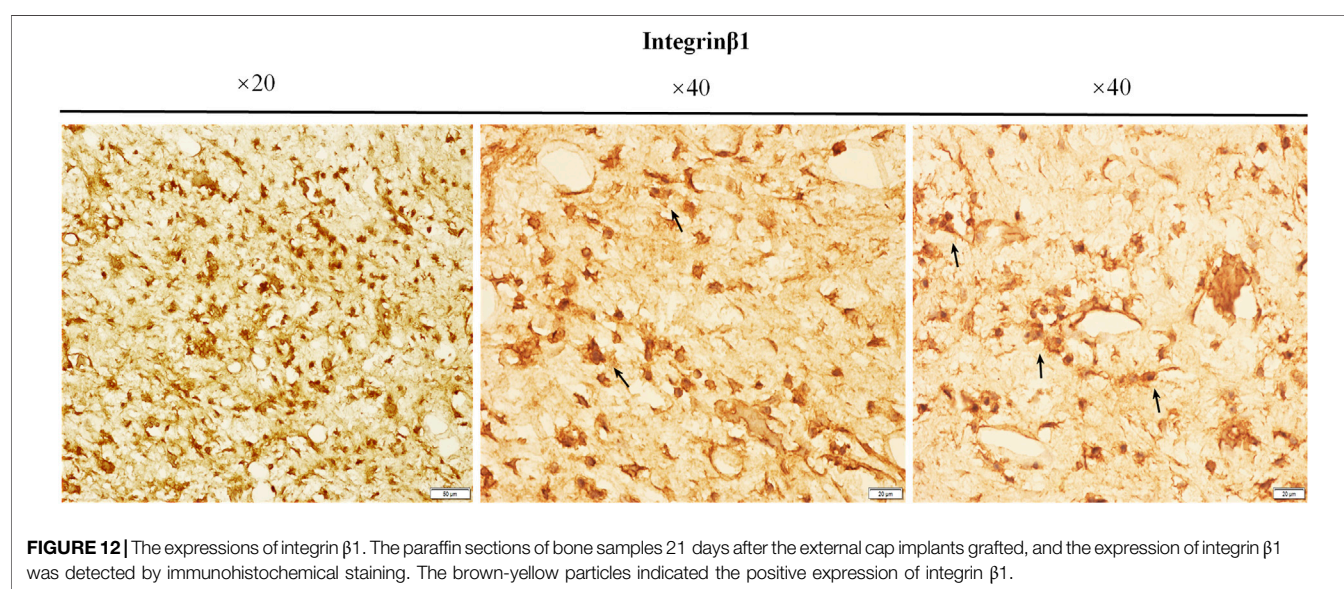 Integrinβ1
×20 ×40 ×40
50 µm 20 µm 20 µm
FIGURE 12 | The expressions of integrin β1. The paraffin sections of bone samples 21 days after the external cap implants grafted, and the expression of integrin β1
was detected by immunohistochemical staining. The brown-yellow particles indicated the positive expression of integrin β1.